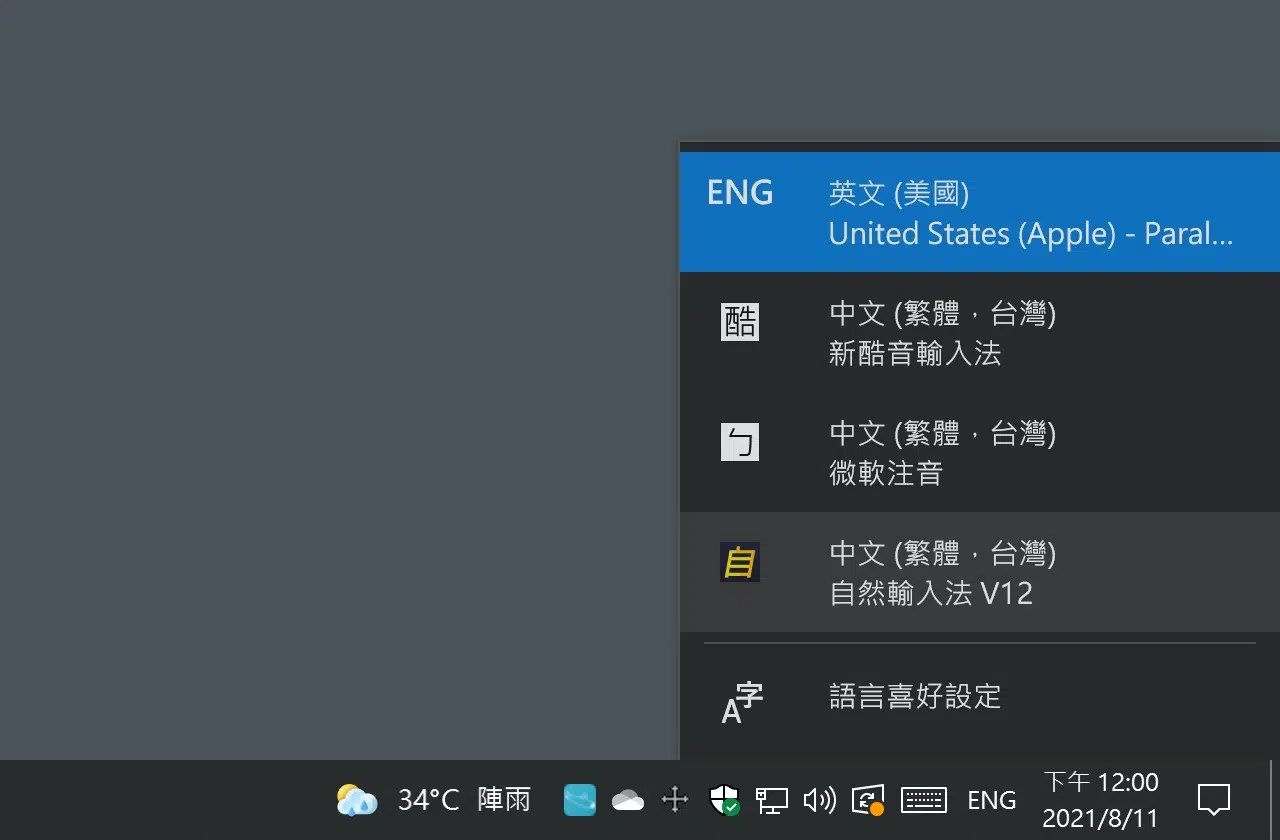 ENG 英文 (美國)
United States (Apple) - Paral...
酷 中文 (繁體，台灣)
新酷音輸入法
ㄅ 中文 (繁體，台灣)
微軟注音
自 中文 (繁體，台灣)
自然輸入法 V12
A字 語言喜好設定
34°C 陣雨 ENG 下午 12:00
2021/8/11